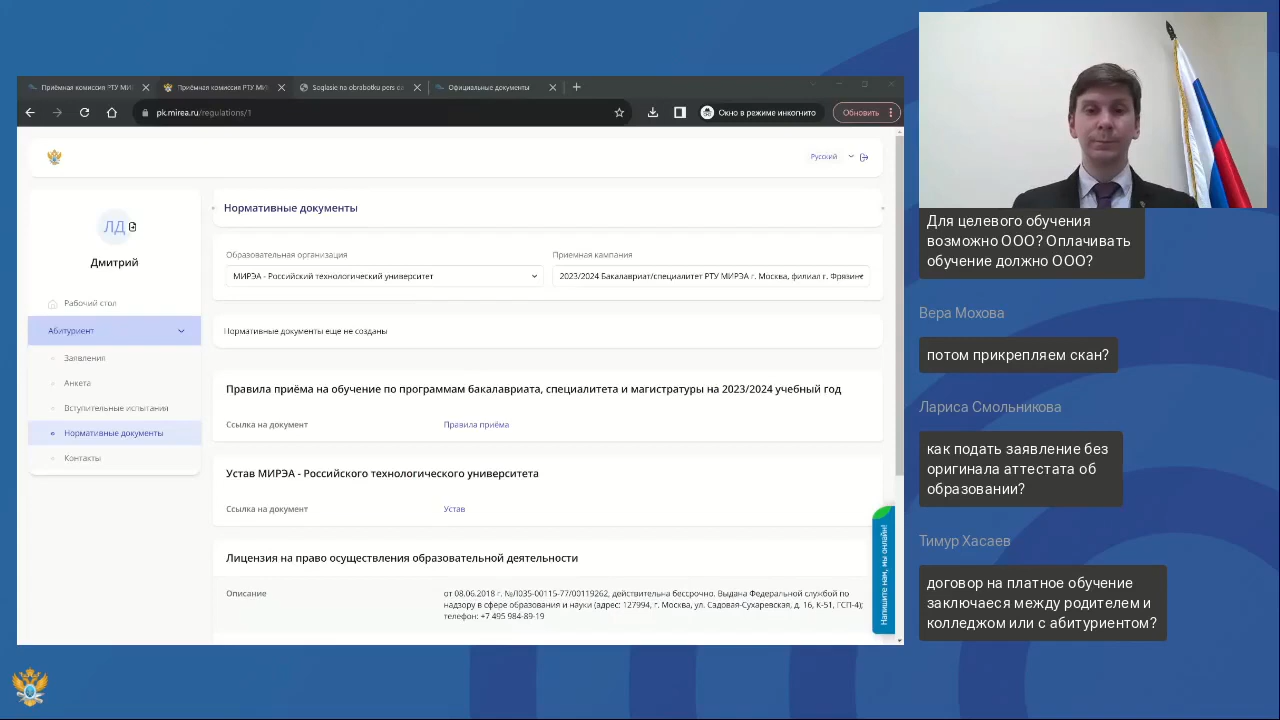 Приёмная комиссия РТУ МИ
Приёмная комиссия РТУ МИ
Soglasie na obrabotku pers d
Официальные документы
pk.mirea.ru/regulations/1
Окно в режиме инкогнито
Обновить
Русский
ЛД
Дмитрий
Рабочий стол
Абитуриент
Заявления
Анкета
Вступительные испытания
Нормативные документы
Контакты
Нормативные документы
Образовательная организация
Приемная кампания
МИРЭА - Российский технологический университет
2023/2024 Бакалавриат/специалитет РТУ МИРЭА г. Москва, филиал г. Фрязино
Нормативные документы еще не созданы
Правила приёма на обучение по программам бакалавриата, специалитета и магистратуры на 2023/2024 учебный год
Ссылка на документ
Правила приёма
Устав МИРЭА - Российского технологического университета
Ссылка на документ
Устав
Лицензия на право осуществления образовательной деятельности
Описание
от 08.06.2018 г. №Л035-00115-77/00119262, действительна бессрочно. Выдана Федеральной службой по
надзору в сфере образования и науки (адрес: 127994, г. Москва, ул. Садовая-Сухаревская, д. 16, К-51, ГСП-4);
телефон: +7 495 984-89-19
Напишите нам, мы онлайн!
Для целевого обучения
возможно ООО? Оплачивать
обучение должно ООО?
Вера Мохова
потом прикрепляем скан?
Лариса Смольникова
как подать заявление без
оригинала аттестата об
образовании?
Тимур Хасаев
договор на платное обучение
заключаеся между родителем и
колледжом или с абитуриентом?